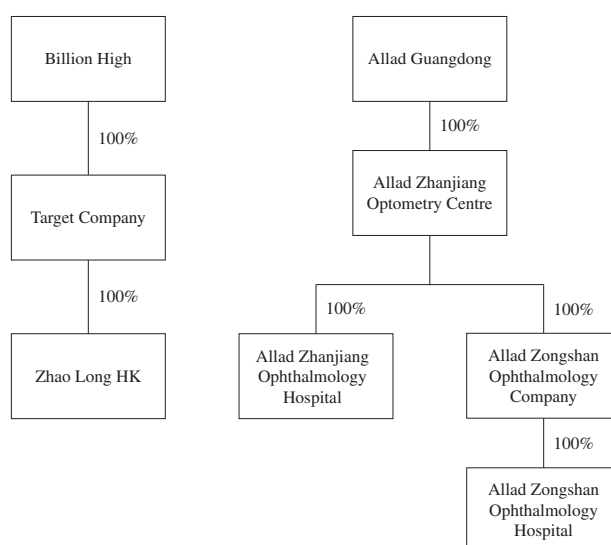 Billion High
100%
Target Company
100%
Zhao Long HK
Allad Guangdong
100%
Allad Zhanjiang
Optometry Centre
100%
Allad Zhanjiang
Ophthalmology
Hospital
100%
Allad Zongshan
Ophthalmology
Company
100%
Allad Zongshan
Ophthalmology
Hospital